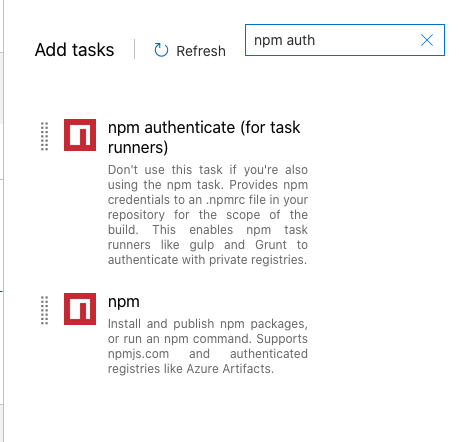 Add tasks
Refresh
npm auth
npm authenticate (for task
runners)
Don't use this task if you're also
using the npm task. Provides npm
credentials to an .npmrc file in your
repository for the scope of the
build. This enables npm task
runners like gulp and Grunt to
authenticate with private registries.
npm
Install and publish npm packages,
or run an npm command. Supports
npmjs.com and authenticated
registries like Azure Artifacts.